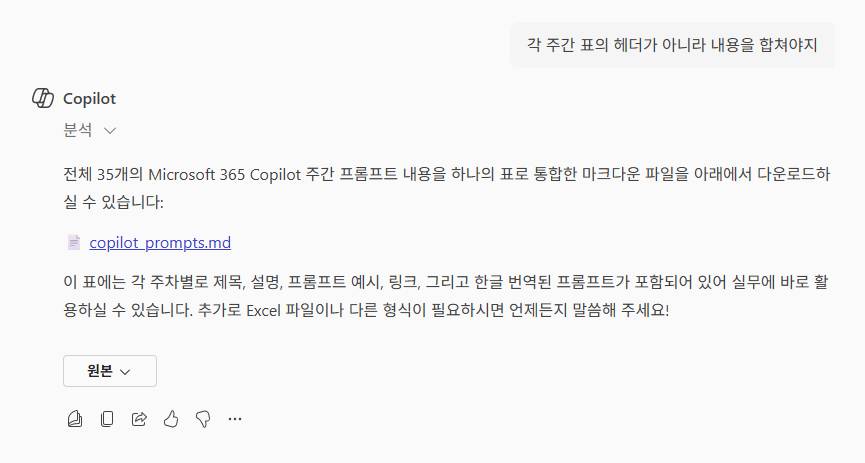 각 주간 표의 헤더가 아니라 내용을 합쳐야지
Copilot
분석
전체 35개의 Microsoft 365 Copilot 주간 프롬프트 내용을 하나의 표로 통합한 마크다운 파일을 아래에서 다운로드하
실 수 있습니다:
copilot_prompts.md
이 표에는 각 주차별로 제목, 설명, 프롬프트 예시, 링크, 그리고 한글 번역된 프롬프트가 포함되어 있어 실무에 바로 활
용하실 수 있습니다. 추가로 Excel 파일이나 다른 형식이 필요하시면 언제든지 말씀해 주세요!
원본